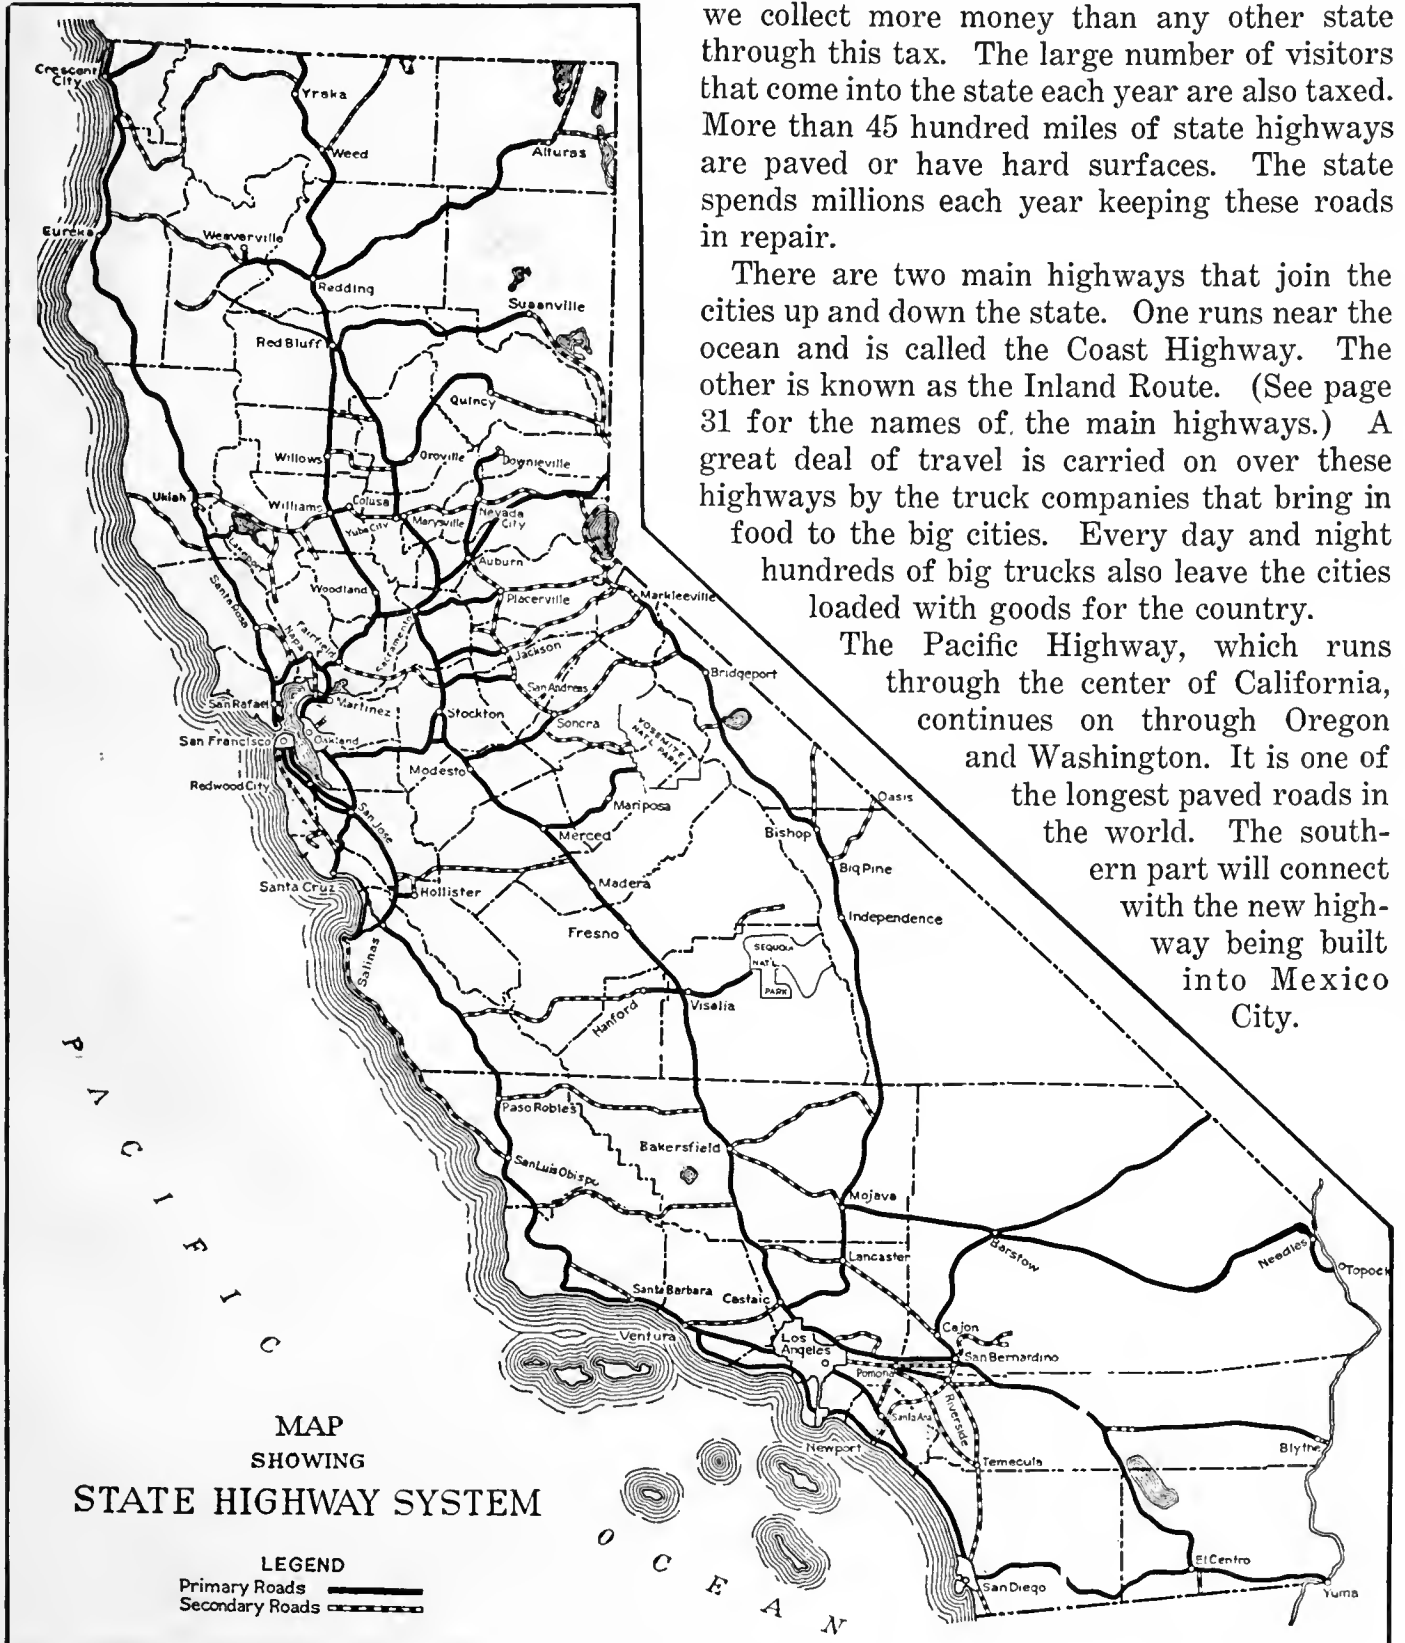 we collect more money than any other state
through this tax. The large number of visitors
that come into the state each year are also taxed.
More than 45 hundred miles of state highways
are paved or have hard surfaces. The state
spends millions each year keeping these roads
in repair.
There are two main highways that join the
cities up and down the state. One runs near the
ocean and is called the Coast Highway. The
other is known as the Inland Route. (See page
31 for the names of. the main highways.) A
great deal of travel is carried on over these
highways by the truck companies that bring in
food to the big cities. Every day and night
hundreds of big trucks also leave the cities
loaded with goods for the country.
The Pacific Highway, which runs
through the center of California,
continues on through Oregon
and Washington. It is one of
the longest paved roads in
the world. The south-
ern part will connect
with the new high-
way being built
into Mexico
City.
Crescent
City
Yreka
Weed
Alturas
Eureka
Weaverville
Redding
Susanville
Red Bluff
Quincy
Willows
Oroville
Downieville
Ukiah
Williams
Colusa
Yuba City
Marysville
Nevada
City
Lakeport
Auburn
Woodland
Placerville
Markleeville
Santa Rosa
Napa
Fairfield
Sacramento
Jackson
Bridgeport
San Andreas
San Rafael
Martinez
Stockton
Sonora
San Francisco
Oakland
YOSEMITE
NAT'L PARK
Modesto
Redwood City
Mariposa
Oasis
San Jose
Merced
Bishop
Big Pine
Santa Cruz
Hollister
Madera
Independence
Fresno
Salinas
SEQUOIA
NAT'L
PARK
Hanford
Visalia
Paso Robles
Bakersfield
San Luis Obispo
Mojave
Barstow
Needles
Topock
Lancaster
Santa Barbara
Castaic
Cajon
Ventura
Los
Angeles
San Bernardino
Pomona
Santa Ana
Riverside
Newport
Temecula
Blythe
El Centro
San Diego
Yuma
PACIFIC
OCEAN
MAP
SHOWING
STATE HIGHWAY SYSTEM
LEGEND
Primary Roads
Secondary Roads